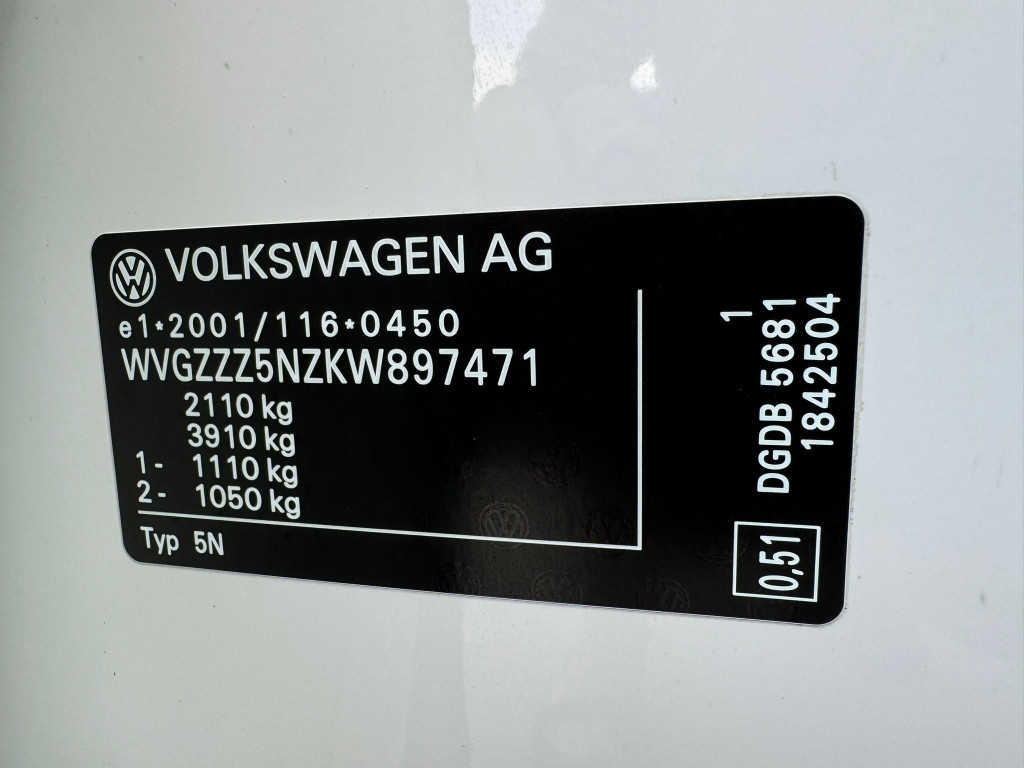 VOLKSWAGEN AG
e1*2001/116*0450
WVGZZZ5NZKW897471
2110 kg
3910 kg
1- 1110 kg
2- 1050 kg
Typ 5N
1
DGDB 5681
1842504
0,51